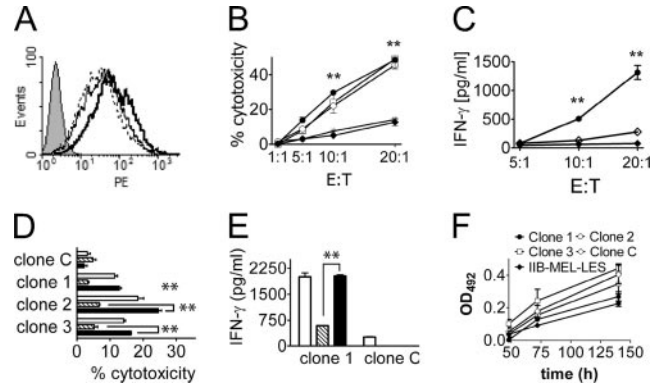 A
100
Events
0
10⁰ 10¹ 10² 10³
PE
B
% cytotoxicity
40
20
0
**
**
1:1 5:1 10:1 20:1
E:T
C
IFN-γ [pg/ml]
1500
1000
500
0
**
**
5:1 10:1 20:1
E:T
D
clone C
clone 1
clone 2
clone 3
**
**
**
0 10 20 30
% cytotoxicity
E
IFN-γ (pg/ml)
2250
1500
750
0
**
clone 1 clone C
F
Clone 1 Clone 2
Clone 3 Clone C
IIB-MEL-LES
OD₄₉₂
0.4
0.2
0.0
50 75 100 125 150
time (h)